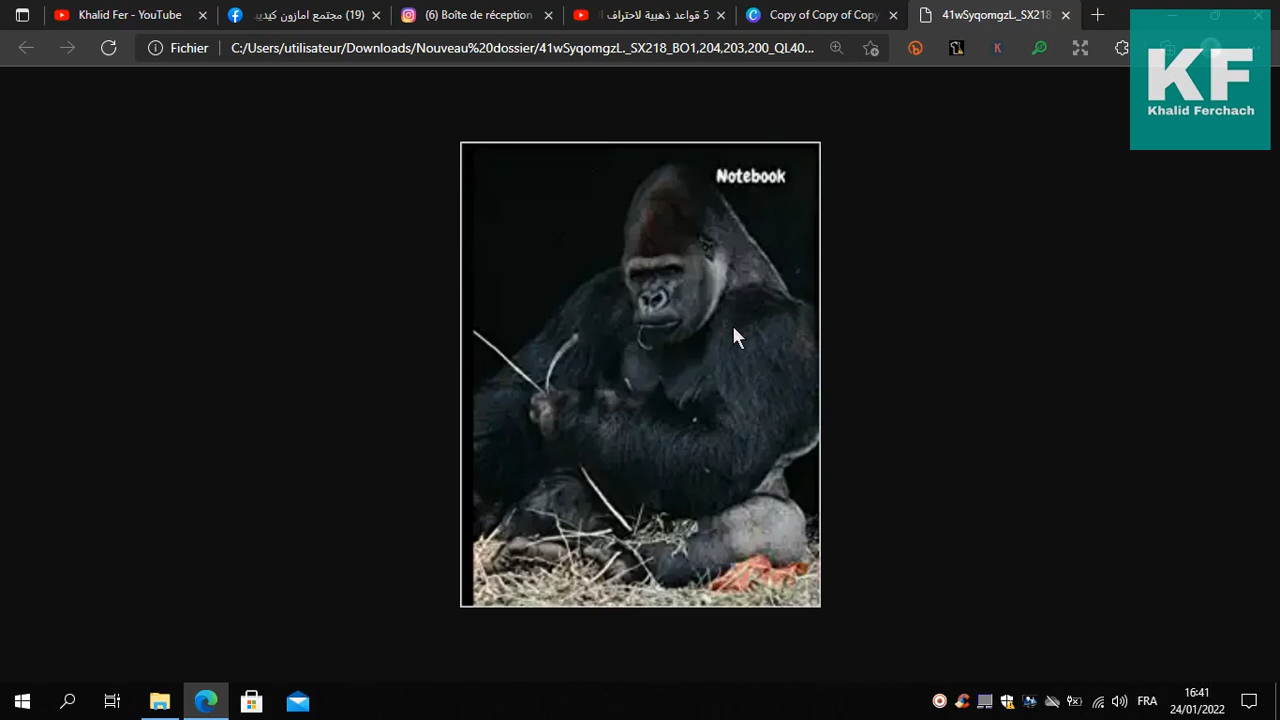 Khalid Fer - YouTube
(19) مجتمع امازون كيدي
(6) Boîte de réception
5 قواعد ذهبية لاحتراف ا
Copy of Copy of Copy
41wSyqomgzL._SX218
Fichier
C:/Users/utilisateur/Downloads/Nouveau%20dossier/41wSyqomgzL._SX218_BO1,204,203,200_QL40...
KF
Khalid Ferchach
Notebook
FRA
16:41
24/01/2022